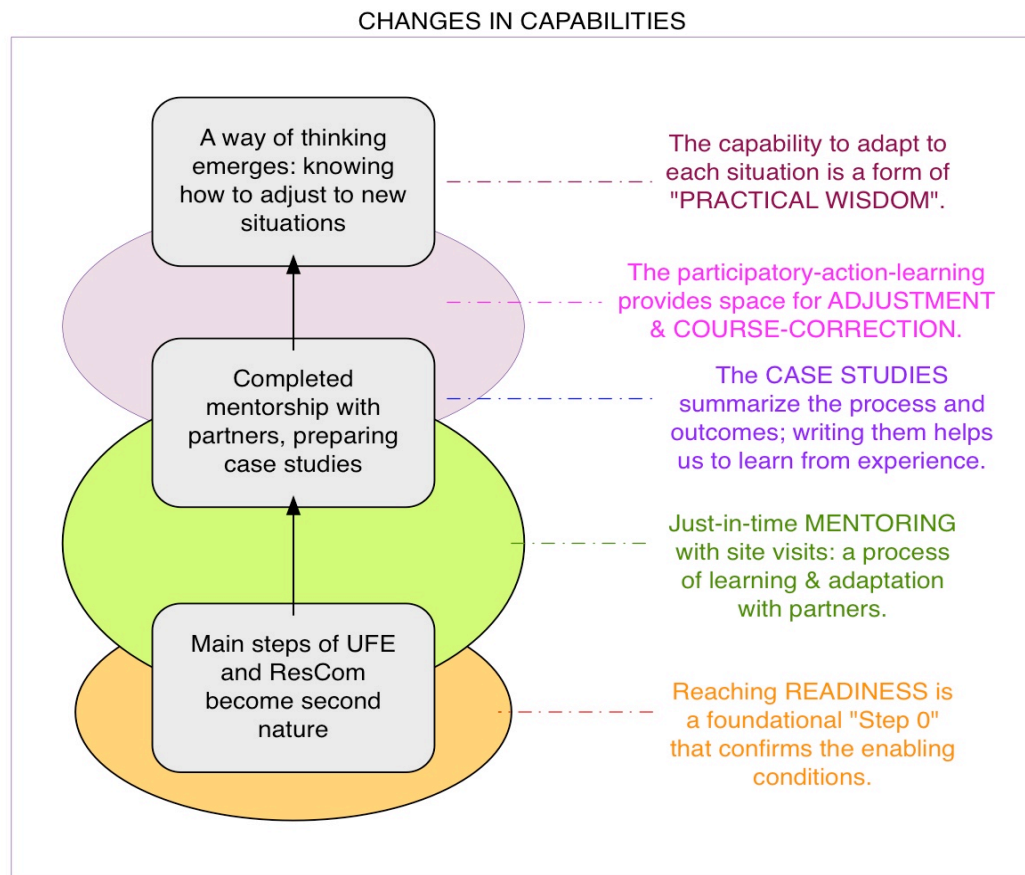 CHANGES IN CAPABILITIES
A way of thinking
emerges: knowing
how to adjust to new
situations
The capability to adapt to
each situation is a form of
"PRACTICAL WISDOM".
The participatory-action-learning
provides space for ADJUSTMENT
& COURSE-CORRECTION.
Completed
mentorship with
partners, preparing
case studies
The CASE STUDIES
summarize the process and
outcomes; writing them helps
us to learn from experience.
Just-in-time MENTORING
with site visits: a process
of learning & adaptation
with partners.
Main steps of UFE
and ResCom
become second
nature
Reaching READINESS is
a foundational "Step 0"
that confirms the enabling
conditions.